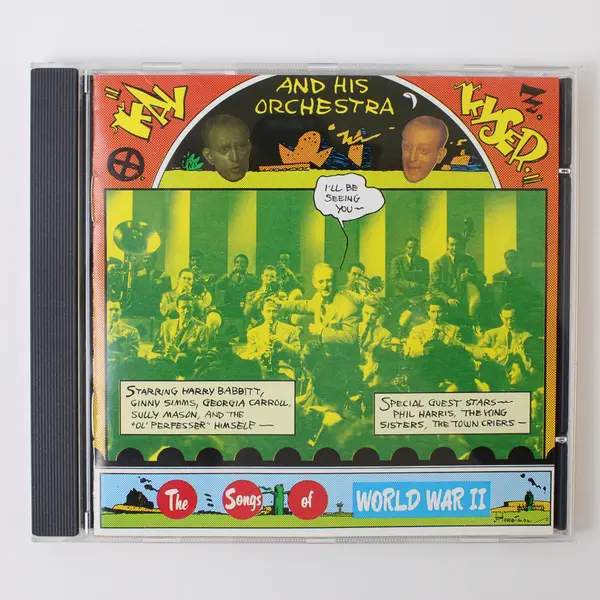 "KAY
KYSER"
AND HIS
ORCHESTRA
I'LL BE
SEEING
YOU—
STARRING HARRY BABBITT,
GINNY SIMMS, GEORGIA CARROLL,
SULLY MASON, AND THE
"OL' PERFESSER" HIMSELF —
SPECIAL GUEST STARS—
PHIL HARRIS, THE KING
SISTERS, THE TOWN CRIERS —
The Songs of WORLD WAR II